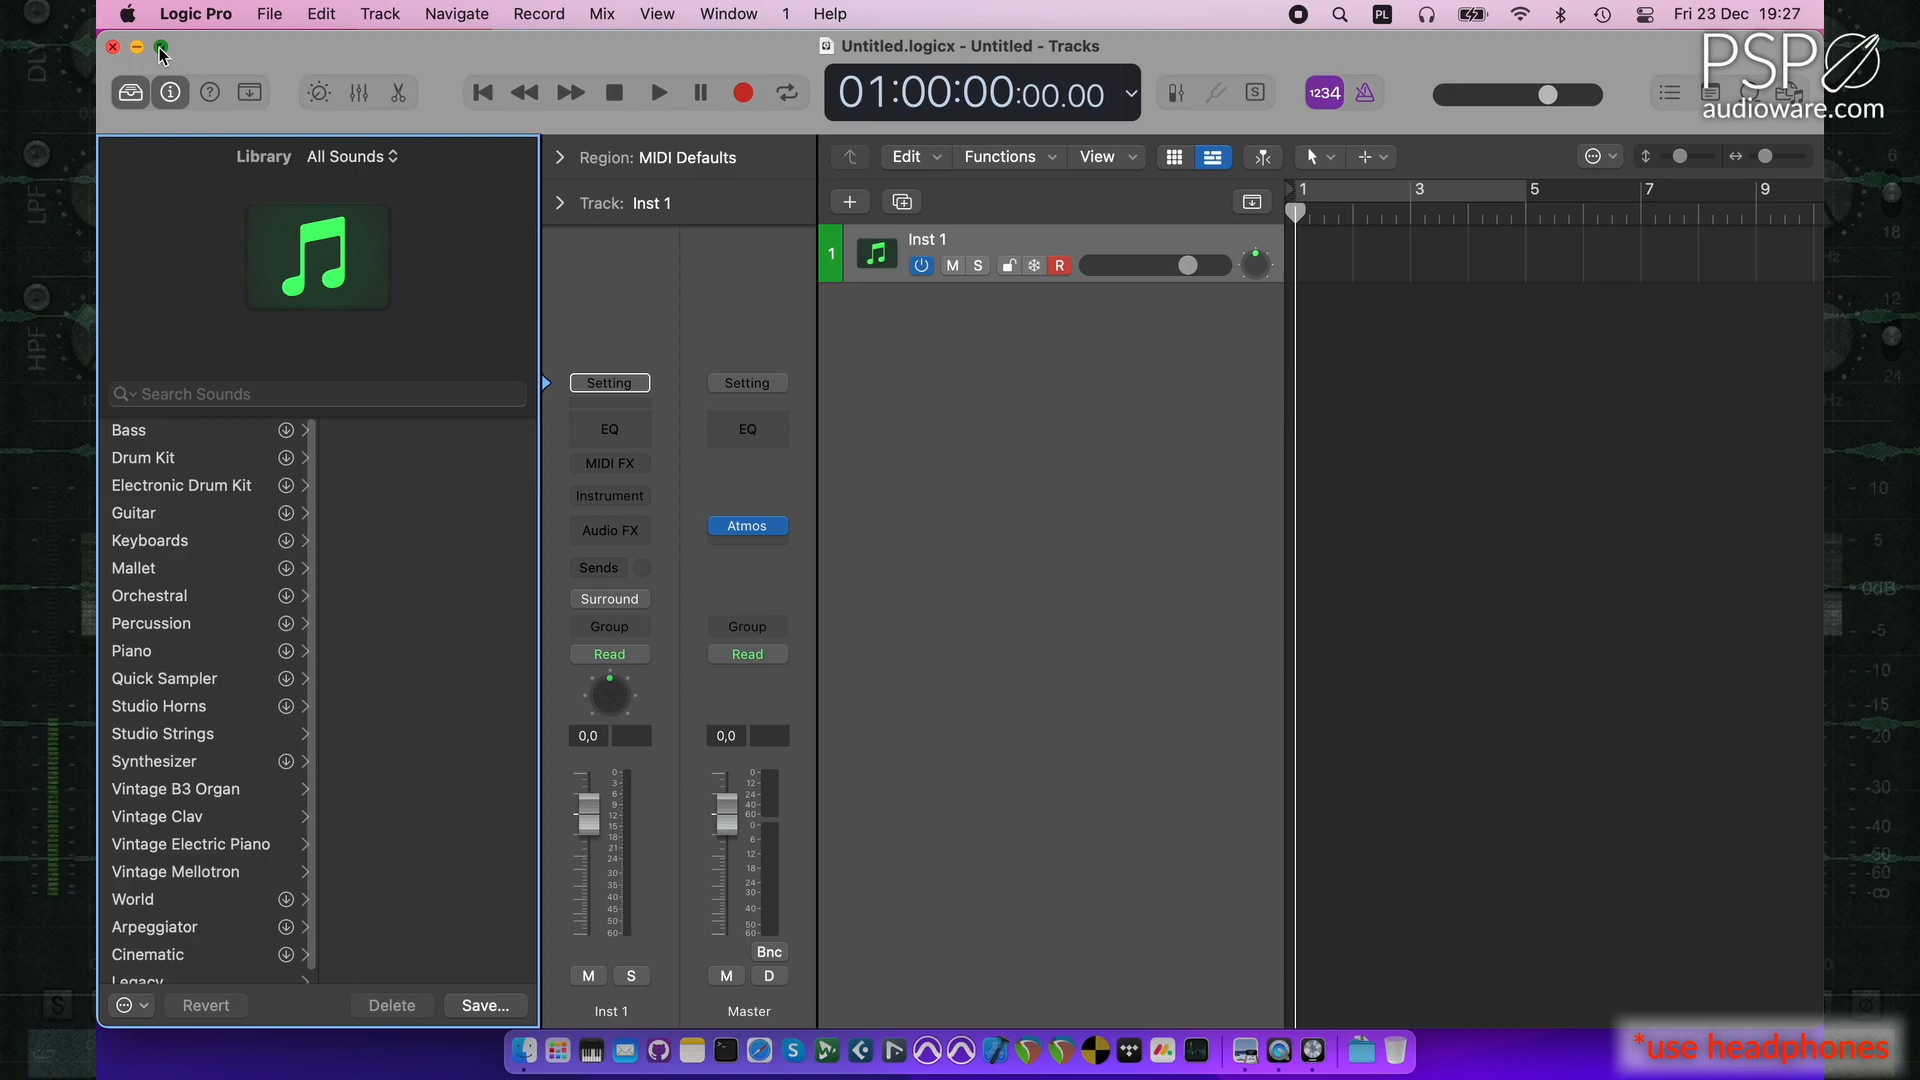 Logic Pro File Edit Track Navigate Record Mix View Window 1 Help
PL Fri 23 Dec 19:27
Untitled.logicx - Untitled - Tracks
PSP
audioware.com
01:00:00:00.00
S
1234
Library All Sounds
Region: MIDI Defaults
Edit Functions View
Track: Inst 1
1 3 5 7 9
1
Inst 1
M S R
Search Sounds
Setting Setting
EQ EQ
MIDI FX
Instrument
Audio FX
Atmos
Sends
Surround
Group Group
Read Read
0,0 0,0
Bnc
M S M D
Inst 1 Master
Bass
Drum Kit
Electronic Drum Kit
Guitar
Keyboards
Mallet
Orchestral
Percussion
Piano
Quick Sampler
Studio Horns
Studio Strings
Synthesizer
Vintage B3 Organ
Vintage Clav
Vintage Electric Piano
Vintage Mellotron
World
Arpeggiator
Cinematic
Legacy
Revert Delete Save...
*use headphones
LPF
HPF